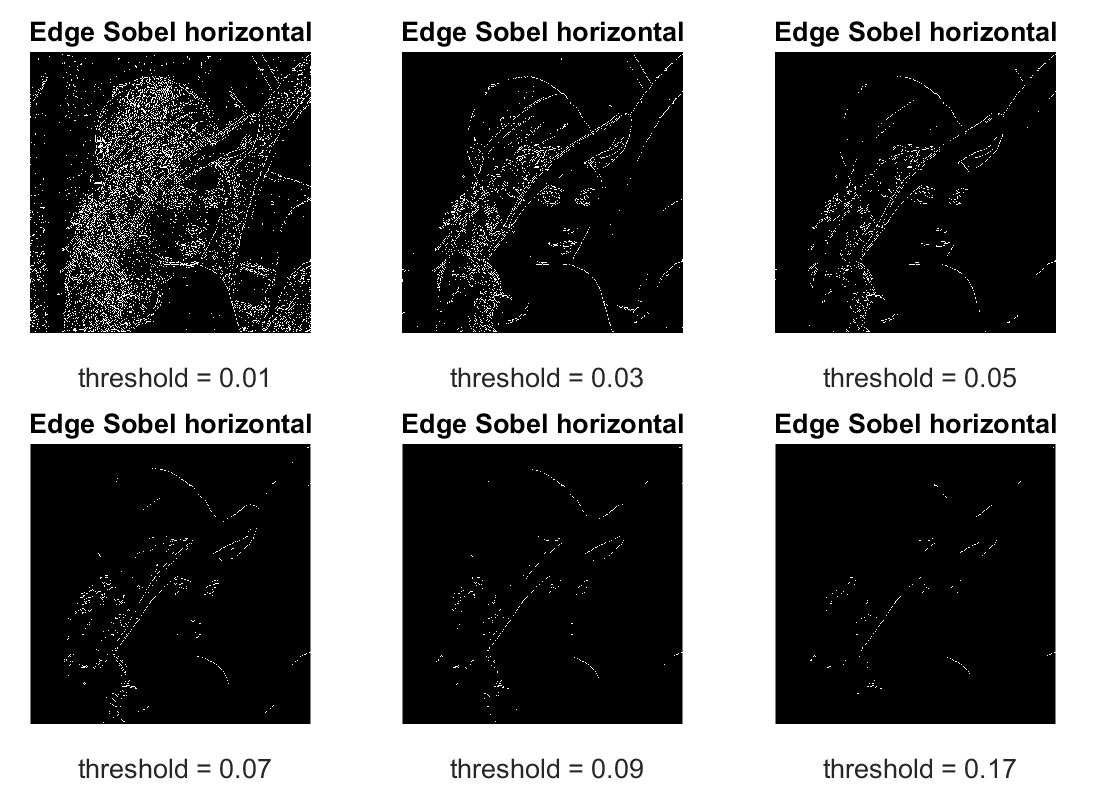 Edge Sobel horizontal
Edge Sobel horizontal
Edge Sobel horizontal
threshold = 0.01
threshold = 0.03
threshold = 0.05
Edge Sobel horizontal
Edge Sobel horizontal
Edge Sobel horizontal
threshold = 0.07
threshold = 0.09
threshold = 0.17